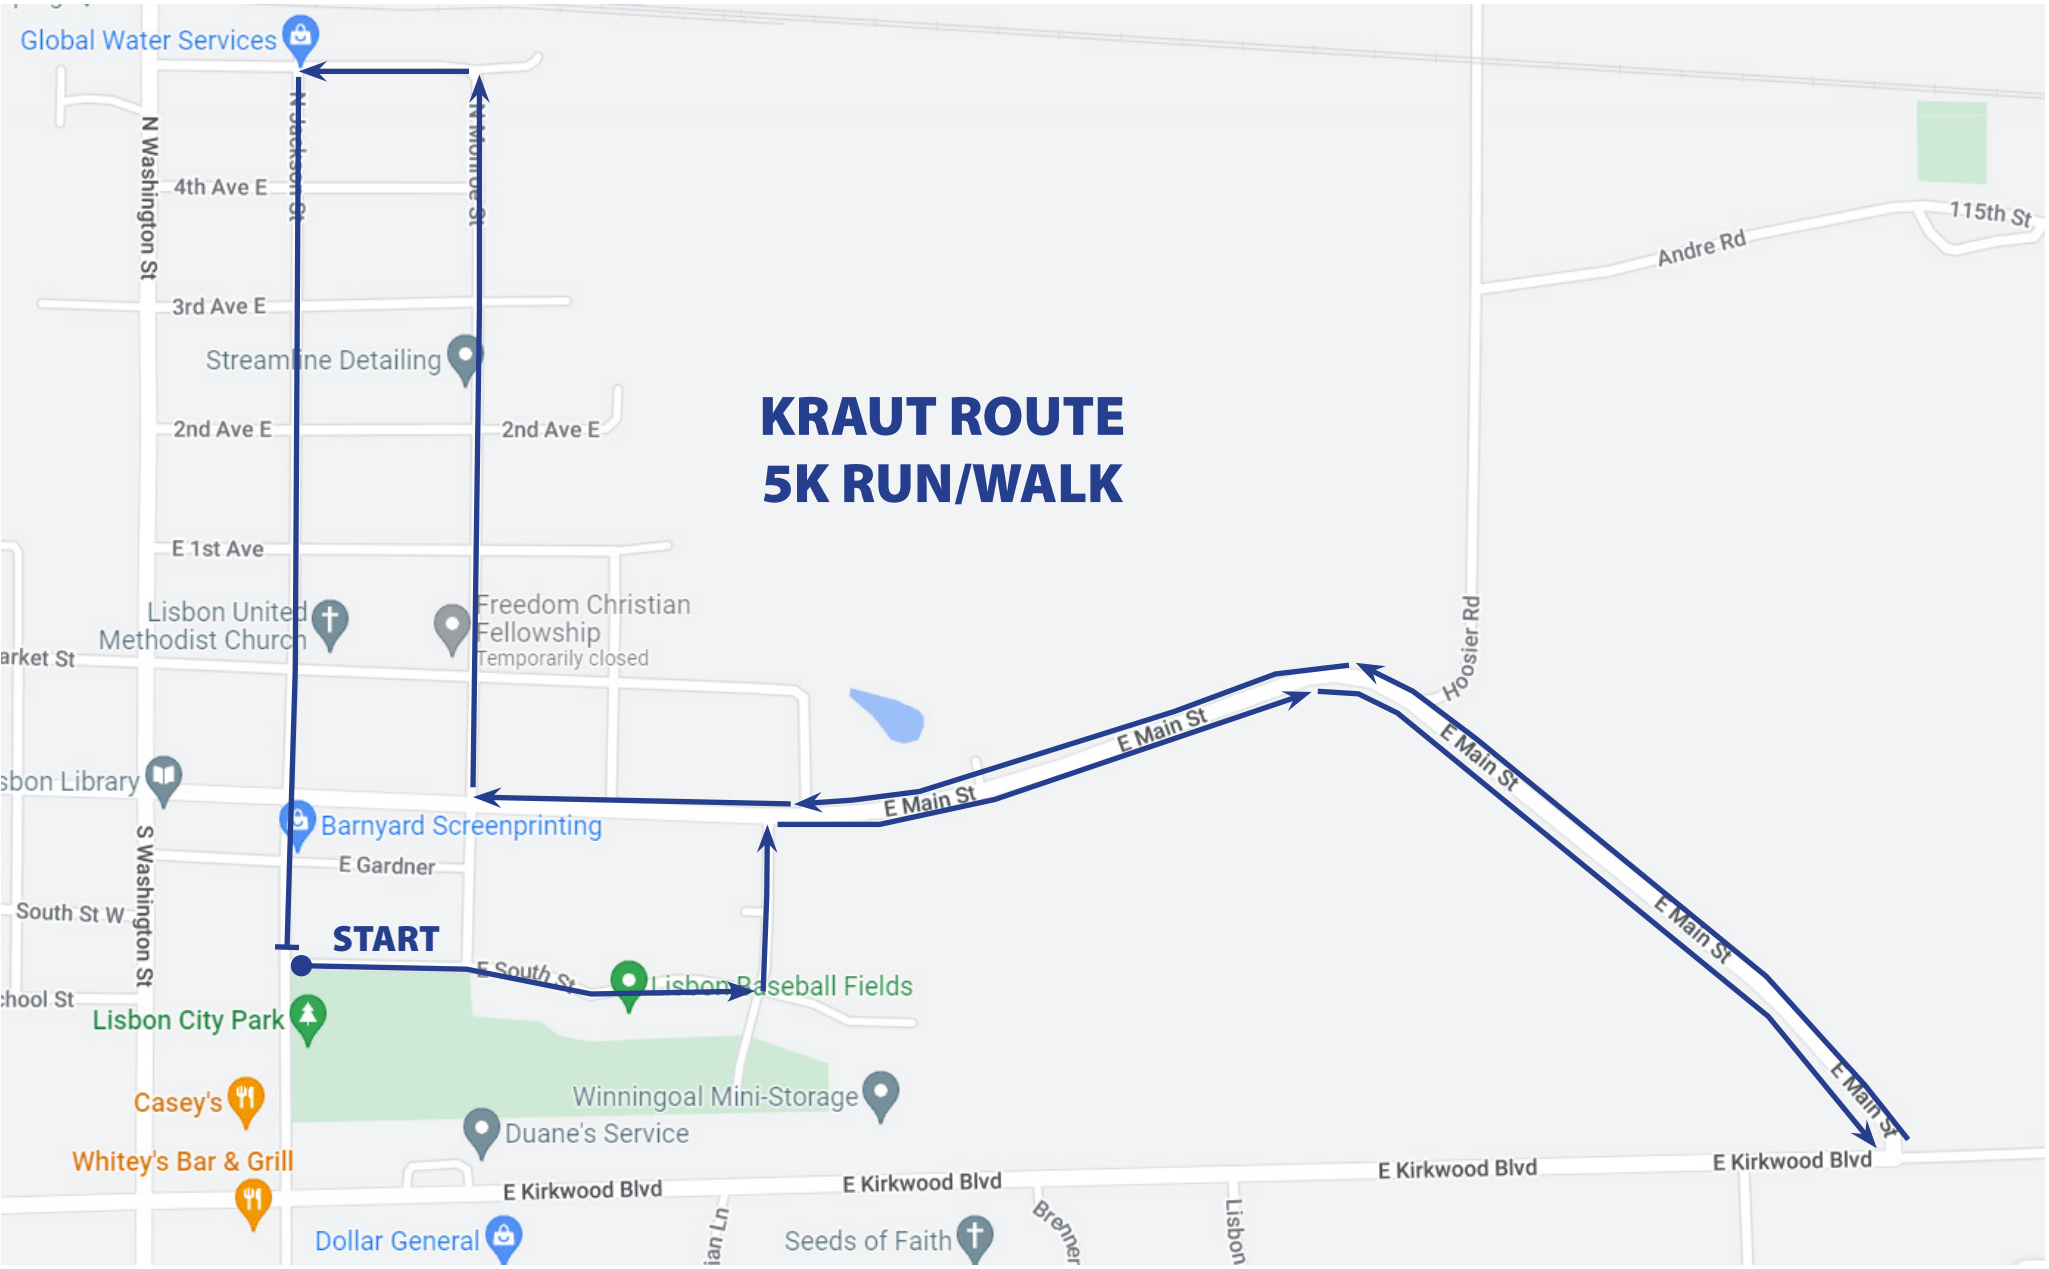 Global Water Services
N Washington St
N Jackson St
N Monroe St
4th Ave E
3rd Ave E
Streamline Detailing
2nd Ave E
2nd Ave E
E 1st Ave
115th St
Andre Rd
Hoosier Rd
KRAUT ROUTE
5K RUN/WALK
Lisbon United
Methodist Church
Freedom Christian
Fellowship
Temporarily closed
arket St
sbon Library
E Main St
E Main St
E Main St
E Main St
E Main St
Barnyard Screenprinting
E Gardner
S Washington St
South St W
START
E South St
Lisbon Baseball Fields
chool St
Lisbon City Park
Casey's
Winningoal Mini-Storage
Duane's Service
Whitey's Bar & Grill
E Kirkwood Blvd
E Kirkwood Blvd
E Kirkwood Blvd
E Kirkwood Blvd
ian Ln
Brenner
Lisbon
Dollar General
Seeds of Faith